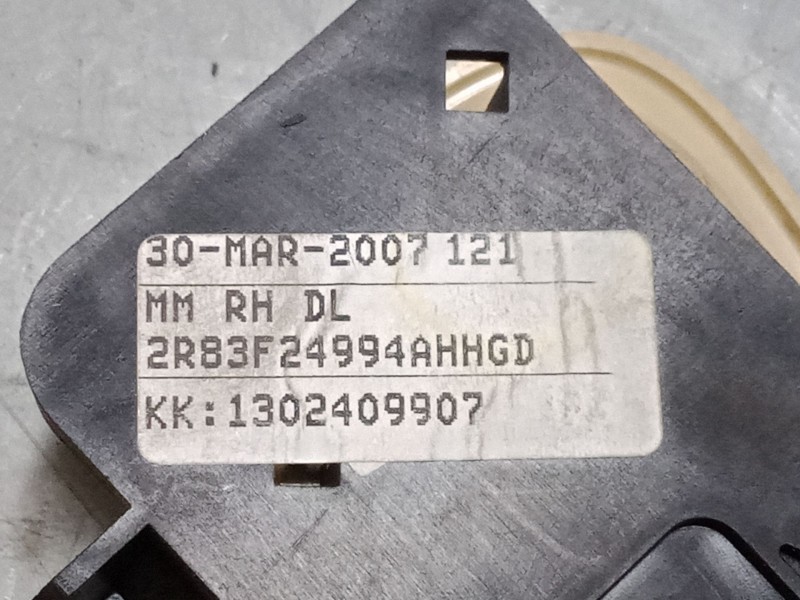 30-MAR-2007 121
MM RH DL
2R83F24994AHHGD
KK:1302409907